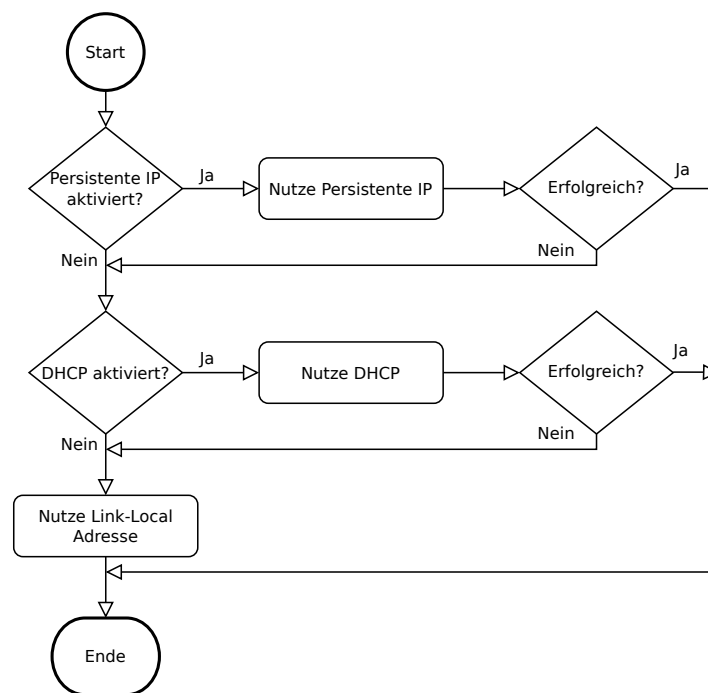 Start
Persistente IP
aktiviert?
Ja
Nutze Persistente IP
Erfolgreich?
Ja
Nein
Nein
DHCP aktiviert?
Ja
Nutze DHCP
Erfolgreich?
Ja
Nein
Nein
Nutze Link-Local
Adresse
Ende